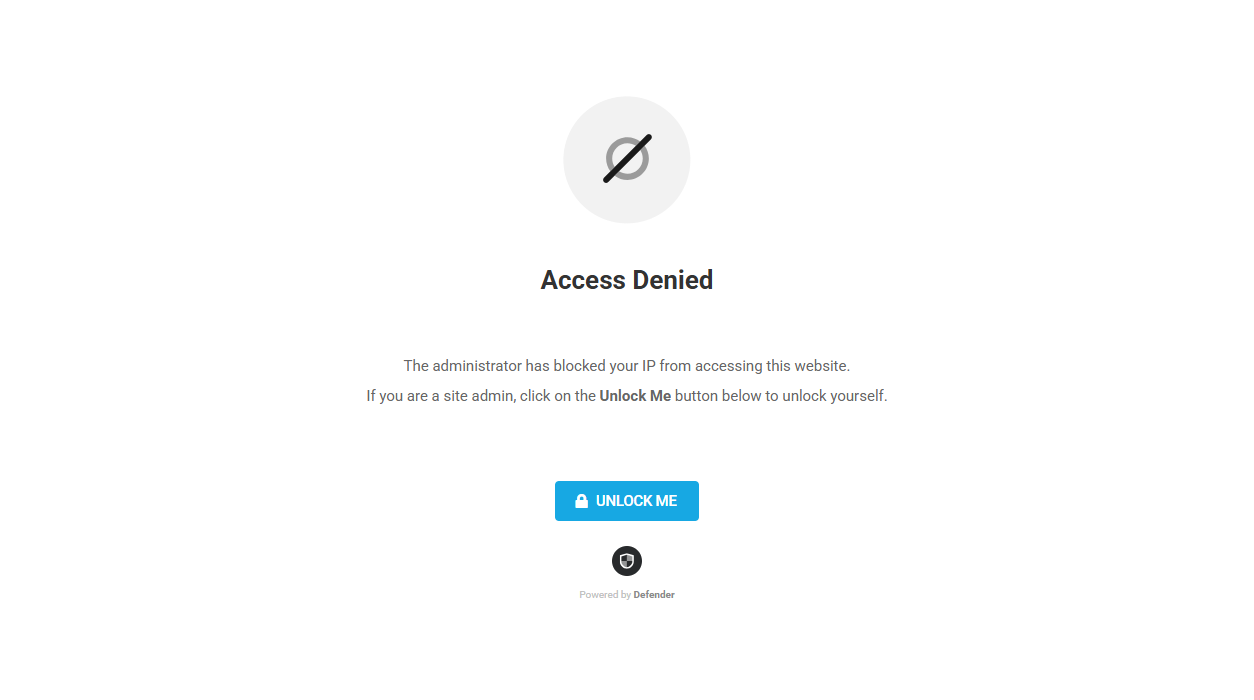 Access Denied
The administrator has blocked your IP from accessing this website.
If you are a site admin, click on the Unlock Me button below to unlock yourself.
UNLOCK ME
Powered by Defender